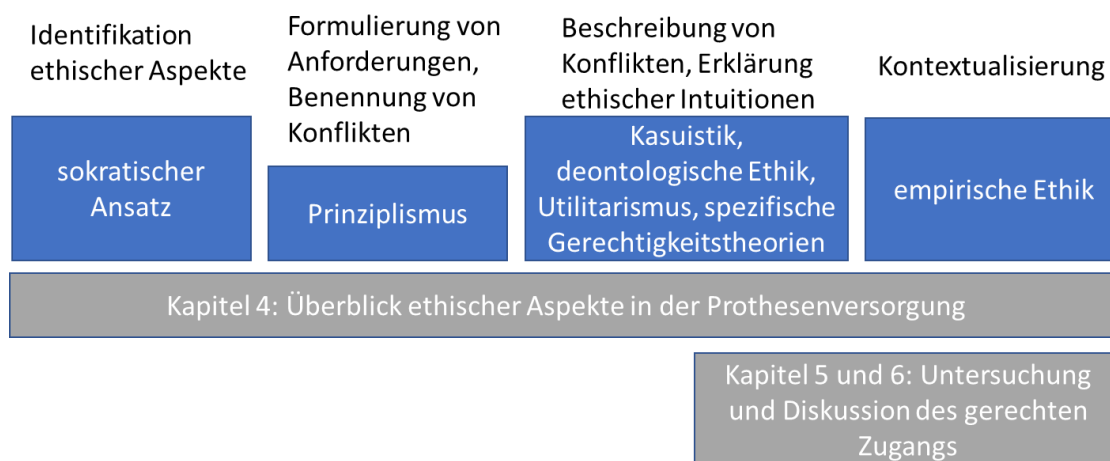 Identifikation
ethischer Aspekte
Formulierung von
Anforderungen,
Benennung von
Konflikten
Beschreibung von
Konflikten, Erklärung
ethischer Intuitionen
Kontextualisierung
sokratischer
Ansatz
Prinziplismus
Kasuistik,
deontologische Ethik,
Utilitarismus, spezifische
Gerechtigkeitstheorien
empirische Ethik
Kapitel 4: Überblick ethischer Aspekte in der Prothesenversorgung
Kapitel 5 und 6: Untersuchung
und Diskussion des gerechten
Zugangs